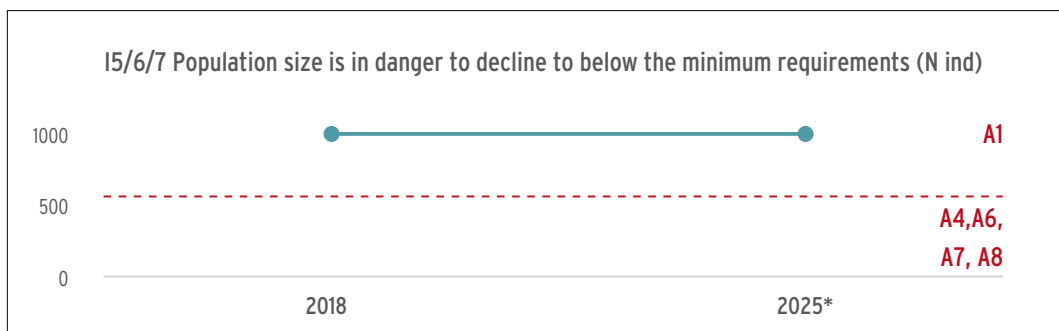 I5/6/7 Population size is in danger to decline to below the minimum requirements (N ind)
1000
A1
500
A4,A6,
A7, A8
0
2018
2025*